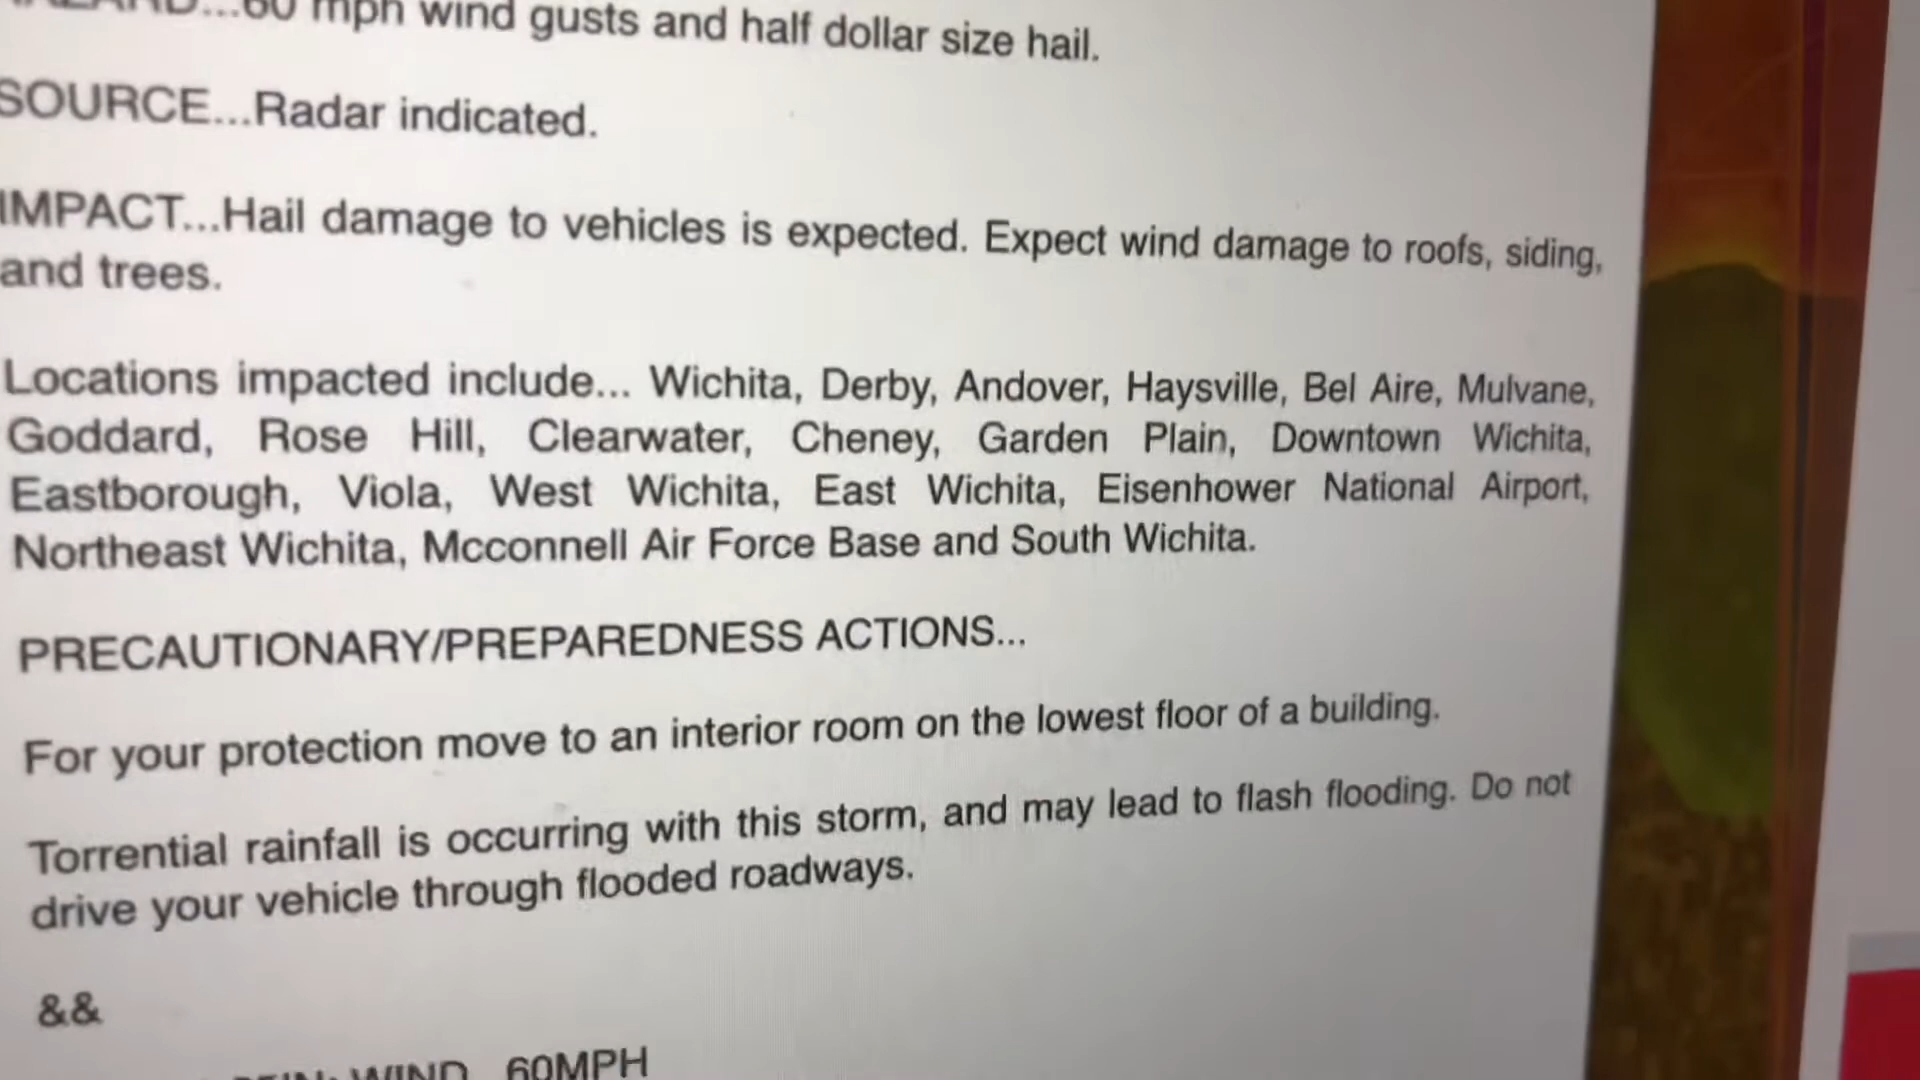 HAZARD...60 mph wind gusts and half dollar size hail.
SOURCE...Radar indicated.
IMPACT...Hail damage to vehicles is expected. Expect wind damage to roofs, siding,
and trees.
Locations impacted include... Wichita, Derby, Andover, Haysville, Bel Aire, Mulvane,
Goddard, Rose Hill, Clearwater, Cheney, Garden Plain, Downtown Wichita,
Eastborough, Viola, West Wichita, East Wichita, Eisenhower National Airport,
Northeast Wichita, Mcconnell Air Force Base and South Wichita.
PRECAUTIONARY/PREPAREDNESS ACTIONS...
For your protection move to an interior room on the lowest floor of a building.
Torrential rainfall is occurring with this storm, and may lead to flash flooding. Do not
drive your vehicle through flooded roadways.
&&
WIND 60MPH